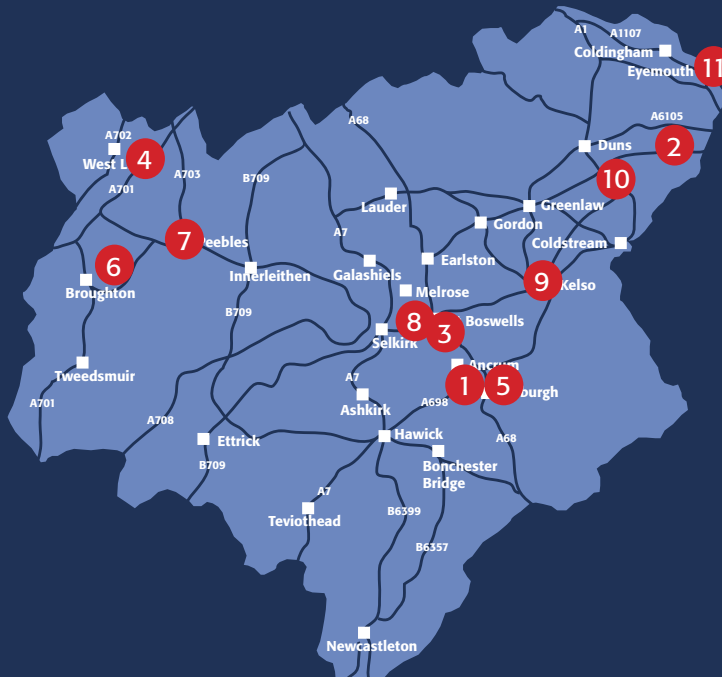 A1
A1107
Coldingham
Eyemouth
11
A68
A6105
A702
West L
4
Duns
2
A701
A703
B709
10
Lauder
Greenlaw
Gordon
A7
7
eebles
Coldstream
6
Innerleithen
Galashiels
Earlston
9
Kelso
Broughton
Melrose
B709
8
Boswells
3
Selkirk
Tweedsmuir
Ancrum
A7
1
5
burgh
A701
Ashkirk
A698
A708
Ettrick
Hawick
A68
B709
Bonchester
Bridge
A7
Teviothead
B6399
B6357
Newcastleton